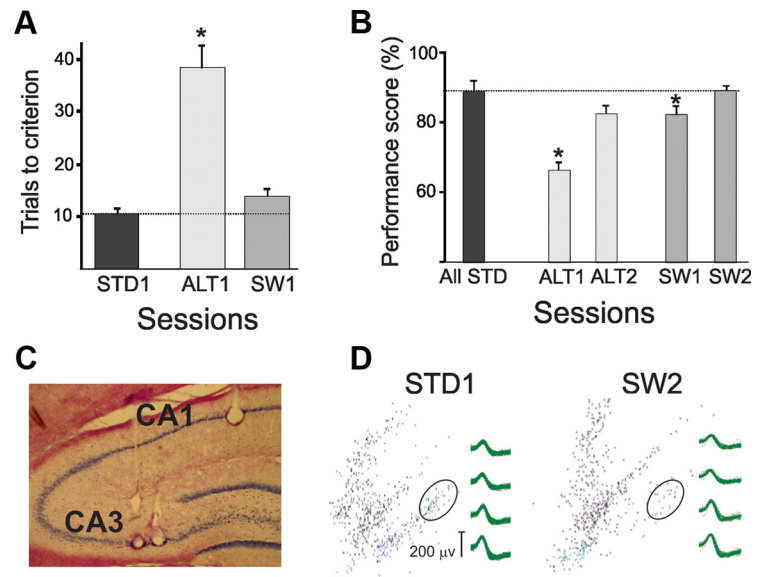 A
Trials to criterion
40
30
20
10
*
STD1 ALT1 SW1
Sessions
B
Performance score (%)
100
80
60
*
*
All STD ALT1 ALT2 SW1 SW2
Sessions
C
CA1
CA3
D
STD1 SW2
200 μv